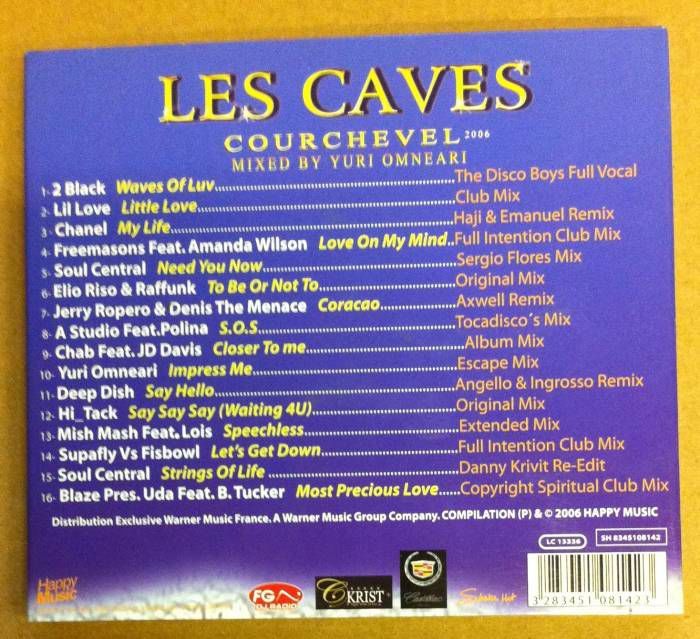 LES CAVES
COURCHEVEL 2006
MIXED BY YURI OMNEARI
1- 2 Black Waves Of Luv The Disco Boys Full Vocal
2- Lil Love Little Love Club Mix
3- Chanel My Life Haji & Emanuel Remix
4- Freemasons Feat. Amanda Wilson Love On My Mind Full Intention Club Mix
5- Soul Central Need You Now Sergio Flores Mix
6- Elio Riso & Raffunk To Be Or Not To Original Mix
7- Jerry Ropero & Denis The Menace Coracao Axwell Remix
8- A Studio Feat.Polina S.O.S Tocadisco´s Mix
9- Chab Feat. JD Davis Closer To me Album Mix
10- Yuri Omneari Impress Me Escape Mix
11- Deep Dish Say Hello Angello & Ingrosso Remix
12- Hi_Tack Say Say Say (Waiting 4U) Original Mix
13- Mish Mash Feat. Lois Speechless Extended Mix
14- Supafly Vs Fisbowl Let's Get Down Full Intention Club Mix
15- Soul Central Strings Of Life Danny Krivit Re-Edit
16- Blaze Pres. Uda Feat. B. Tucker Most Precious Love Copyright Spiritual Club Mix
Distribution Exclusive Warner Music France. A Warner Music Group Company. COMPILATION (P) & © 2006 HAPPY MUSIC
LC 13336 SH 8345108142
Happy Music
FG DJ RADIO
KRIST
Cadillac
3 283451 081423